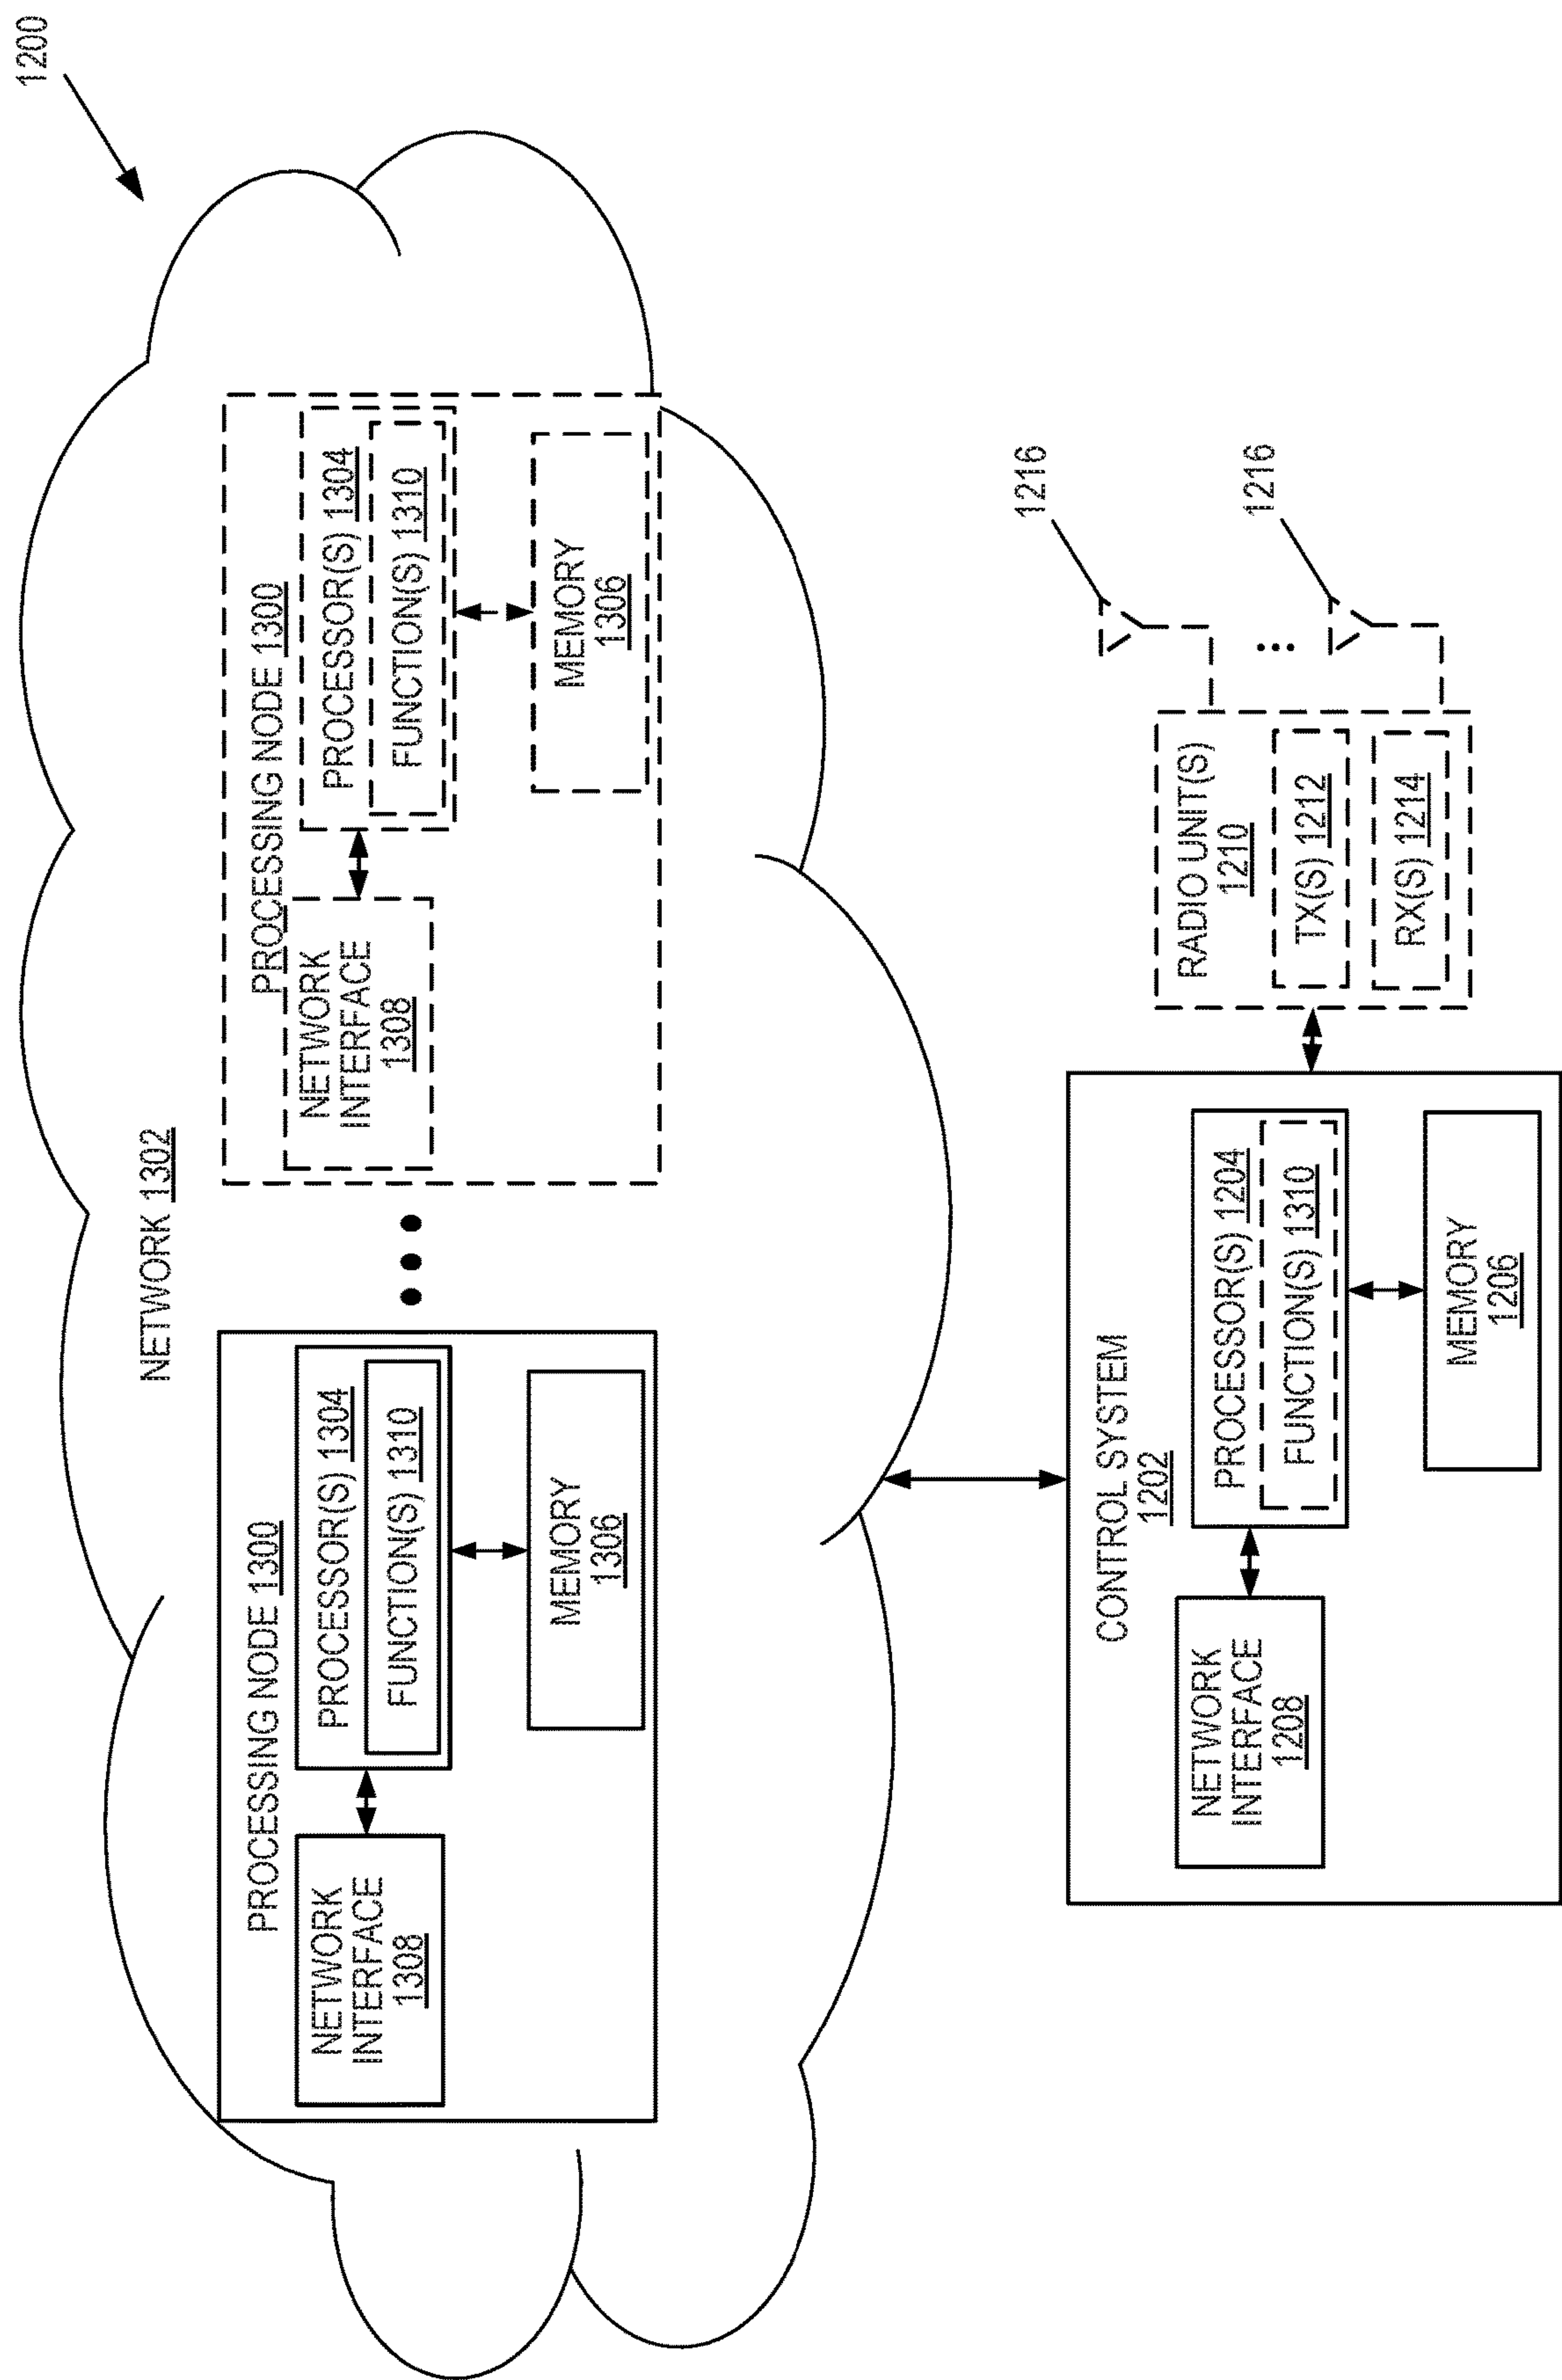 1200
NETWORK 1302
PROCESSING NODE 1300
NETWORK
INTERFACE
1308
PROCESSOR(S) 1304
FUNCTION(S) 1310
MEMORY
1306
PROCESSING NODE 1300
NETWORK
INTERFACE
1308
PROCESSOR(S) 1304
FUNCTION(S) 1310
MEMORY
1306
CONTROL SYSTEM
1202
NETWORK
INTERFACE
1208
PROCESSOR(S) 1204
FUNCTION(S) 1310
MEMORY
1206
RADIO UNIT(S)
1210
TX(S) 1212
RX(S) 1214
1216
1216